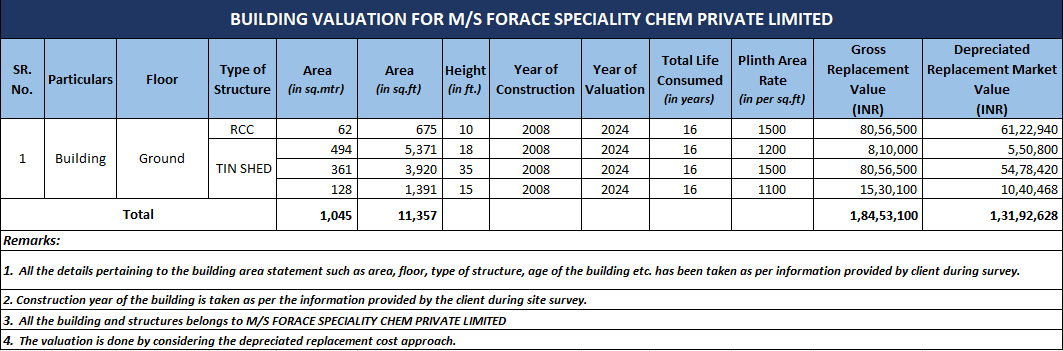 BUILDING VALUATION FOR M/S FORACE SPECIALITY CHEM PRIVATE LIMITED
SR. No. Particulars Floor Type of Structure Area (in sq.mtr) Area (in sq.ft) Height (in ft.) Year of Construction Year of Valuation Total Life Consumed (in years) Plinth Area Rate (in per sq.ft) Gross Replacement Value (INR) Depreciated Replacement Market Value (INR)
1 Building Ground RCC 62 675 10 2008 2024 16 1500 80,56,500 61,22,940
TIN SHED 494 5,371 18 2008 2024 16 1200 8,10,000 5,50,800
361 3,920 35 2008 2024 16 1500 80,56,500 54,78,420
128 1,391 15 2008 2024 16 1100 15,30,100 10,40,468
Total 1,045 11,357 1,84,53,100 1,31,92,628
Remarks:
1. All the details pertaining to the building area statement such as area, floor, type of structure, age of the building etc. has been taken as per information provided by client during survey.
2. Construction year of the building is taken as per the information provided by the client during site survey.
3. All the building and structures belongs to M/S FORACE SPECIALITY CHEM PRIVATE LIMITED
4. The valuation is done by considering the depreciated replacement cost approach.